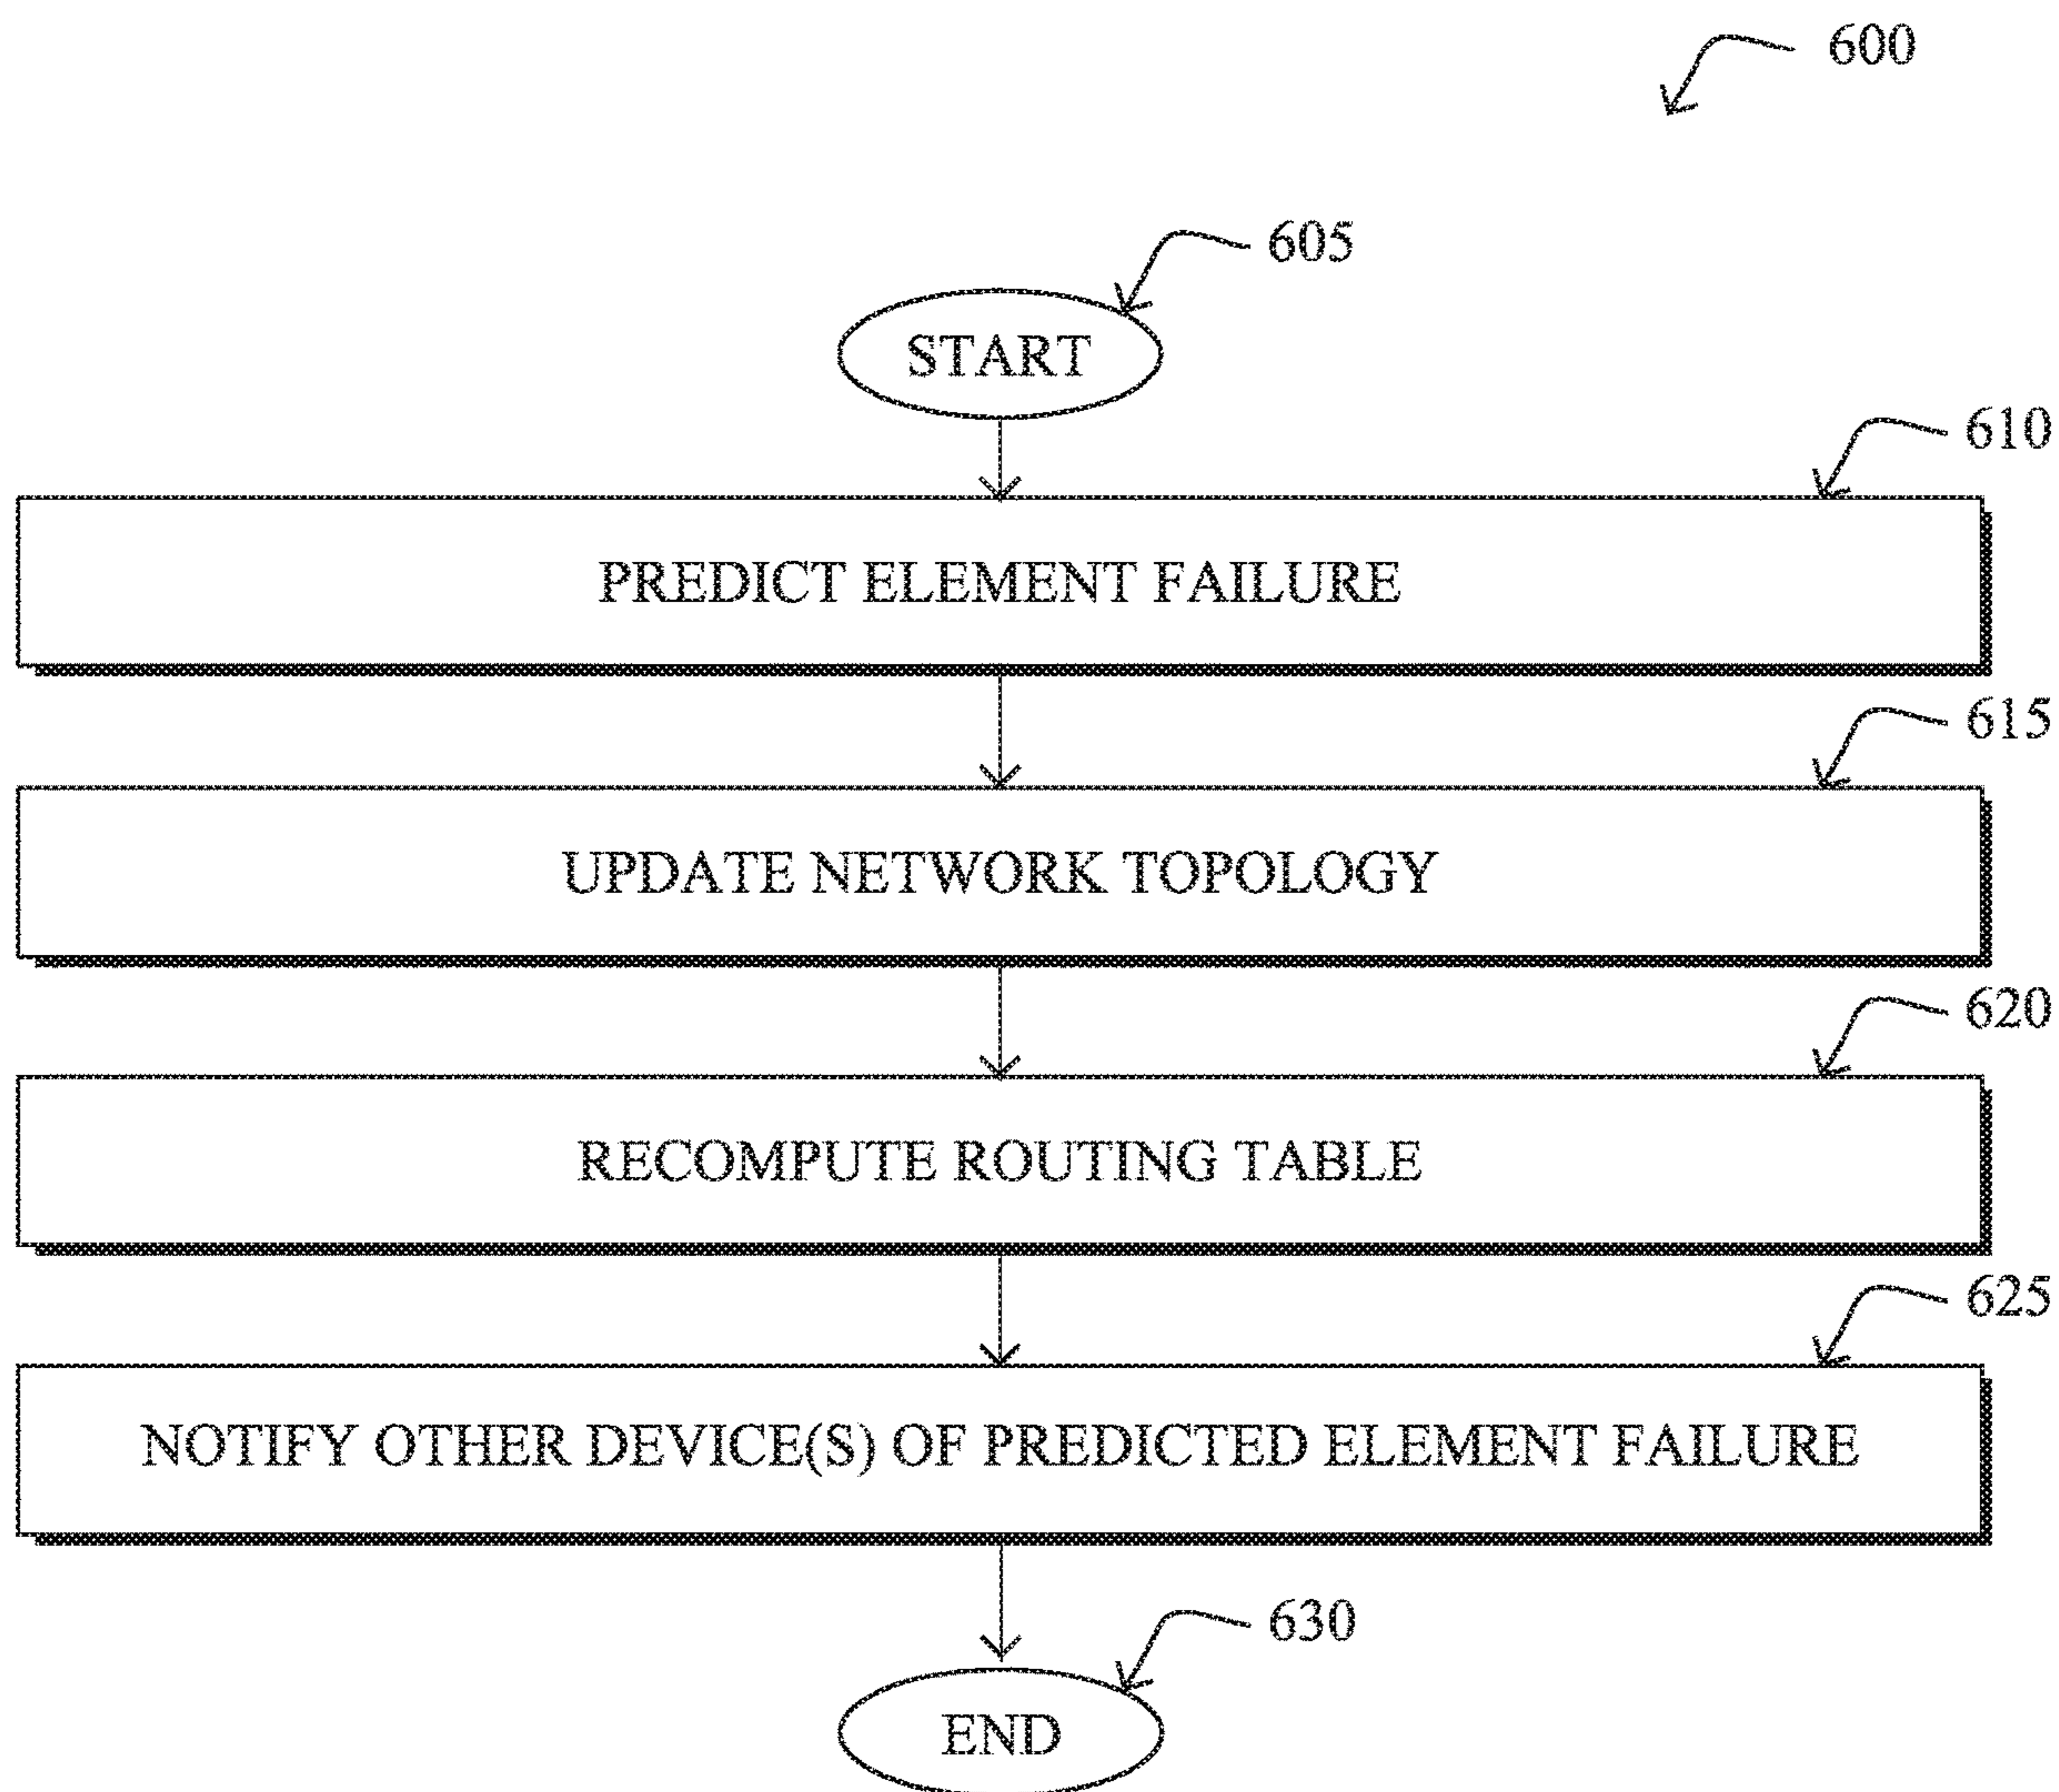 600
605
START
610
PREDICT ELEMENT FAILURE
615
UPDATE NETWORK TOPOLOGY
620
RECOMPUTE ROUTING TABLE
625
NOTIFY OTHER DEVICE(S) OF PREDICTED ELEMENT FAILURE
630
END